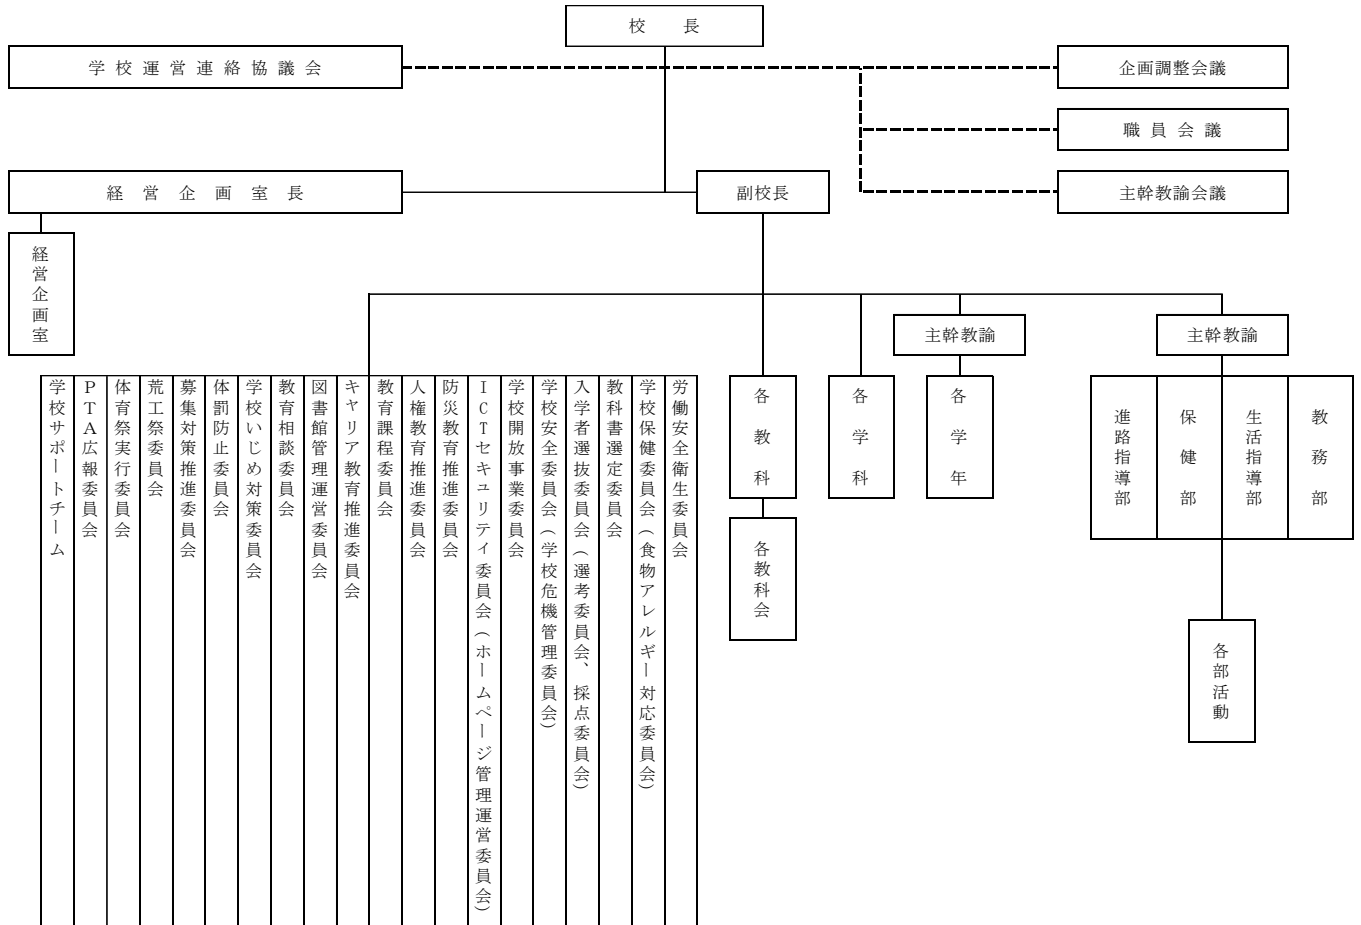 校長
学校運営連絡協議会
企画調整会議
職員会議
主幹教諭会議
経営企画室長
副校長
経営企画室
主幹教諭
主幹教諭
学校サポートチーム
PTA広報委員会
体育祭実行委員会
荒工祭委員会
募集対策推進委員会
体罰防止委員会
学校いじめ対策委員会
教育相談委員会
図書館管理運営委員会
キャリア教育推進委員会
教育課程委員会
人権教育推進委員会
防災教育推進委員会
ICTセキュリティ委員会(ホームページ管理運営委員会)
学校開放事業委員会
学校安全委員会(学校危機管理委員会)
入学者選抜委員会(選考委員会、採点委員会)
教科書選定委員会
学校保健委員会(食物アレルギー対応委員会)
労働安全衛生委員会
各教科
各学科
各学年
進路指導部
保健部
生活指導部
教務部
各教科会
各部活動